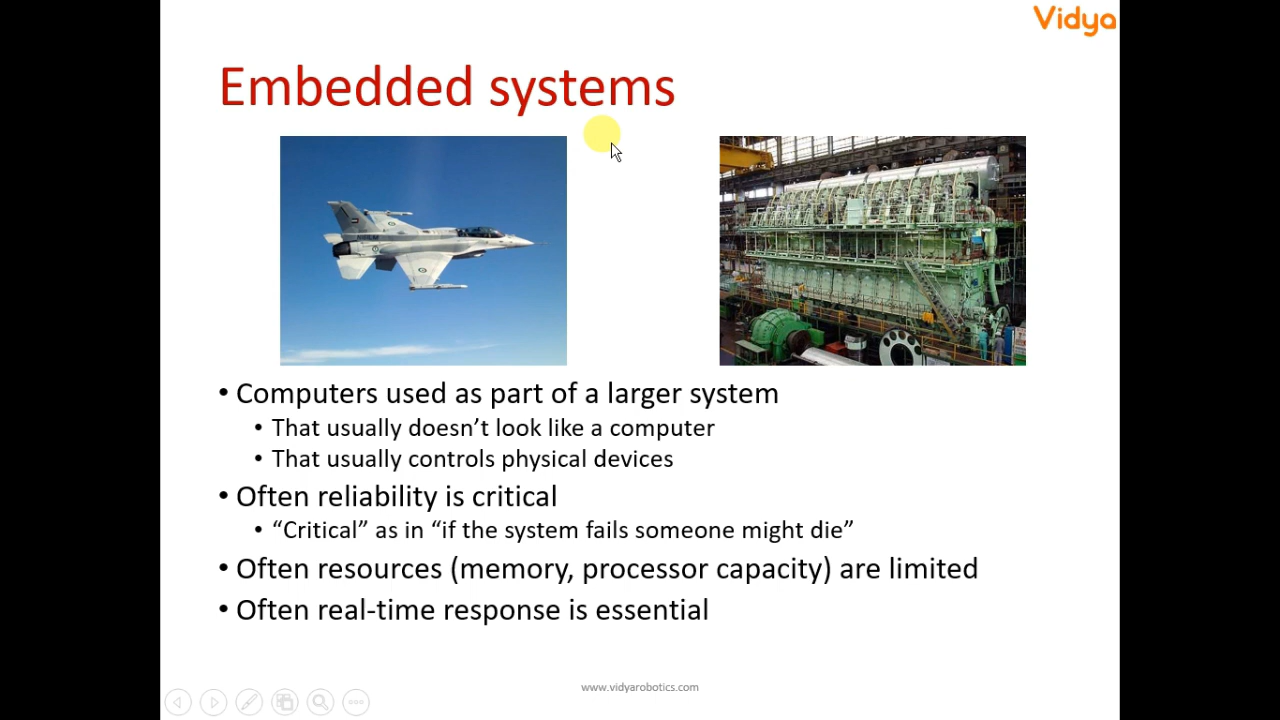 Vidya
Embedded systems
• Computers used as part of a larger system
• That usually doesn’t look like a computer
• That usually controls physical devices
• Often reliability is critical
• “Critical” as in “if the system fails someone might die”
• Often resources (memory, processor capacity) are limited
• Often real-time response is essential
www.vidyarobotics.com